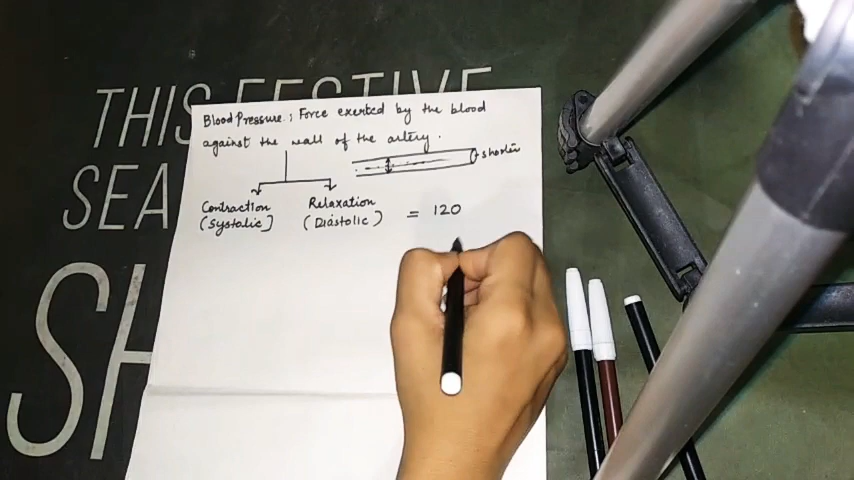 THIS FESTIVE
SEA
SH
Blood Pressure : Force exerted by the blood
against the wall of the artery.
Contraction
(Systolic)
Relaxation
(Diastolic)
= 120